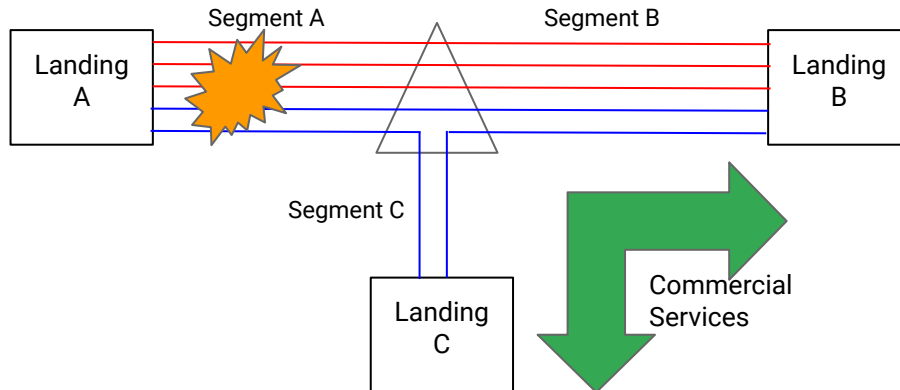 Segment A
Segment B
Landing
A
Landing
B
Segment C
Landing
C
Commercial
Services